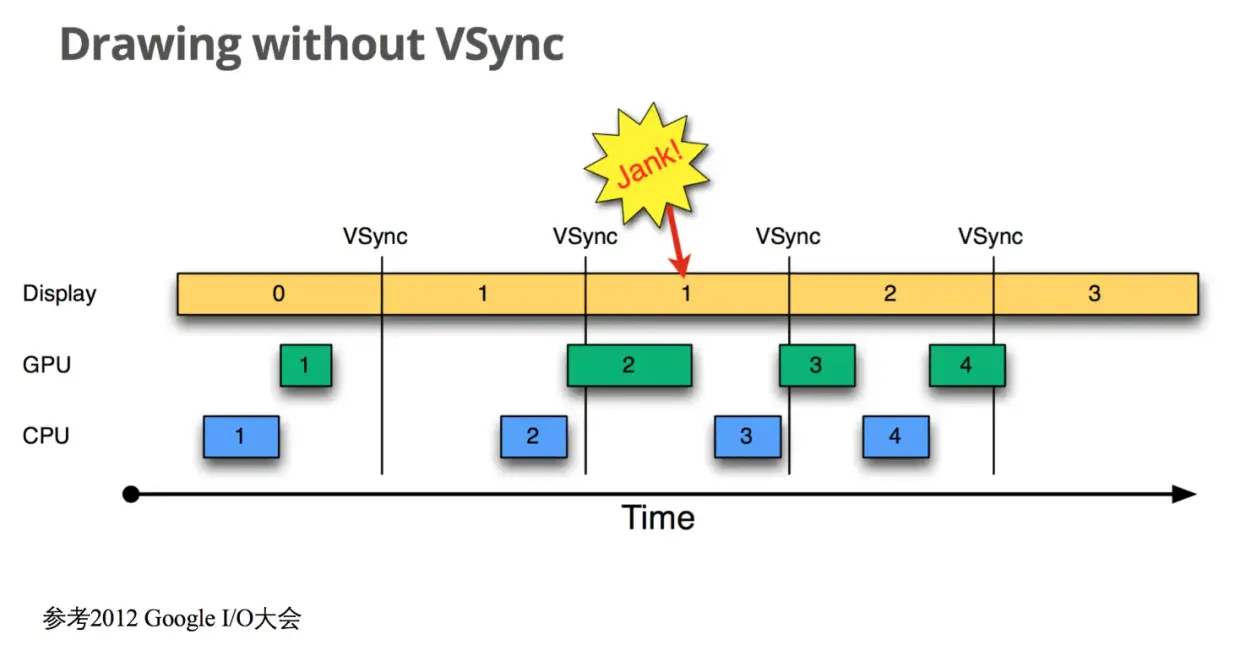 Drawing without VSync
Jank!
VSync VSync VSync VSync
Display 0 1 1 2 3
GPU 1 2 3 4
CPU 1 2 3 4
Time
参考2012 Google I/O大会